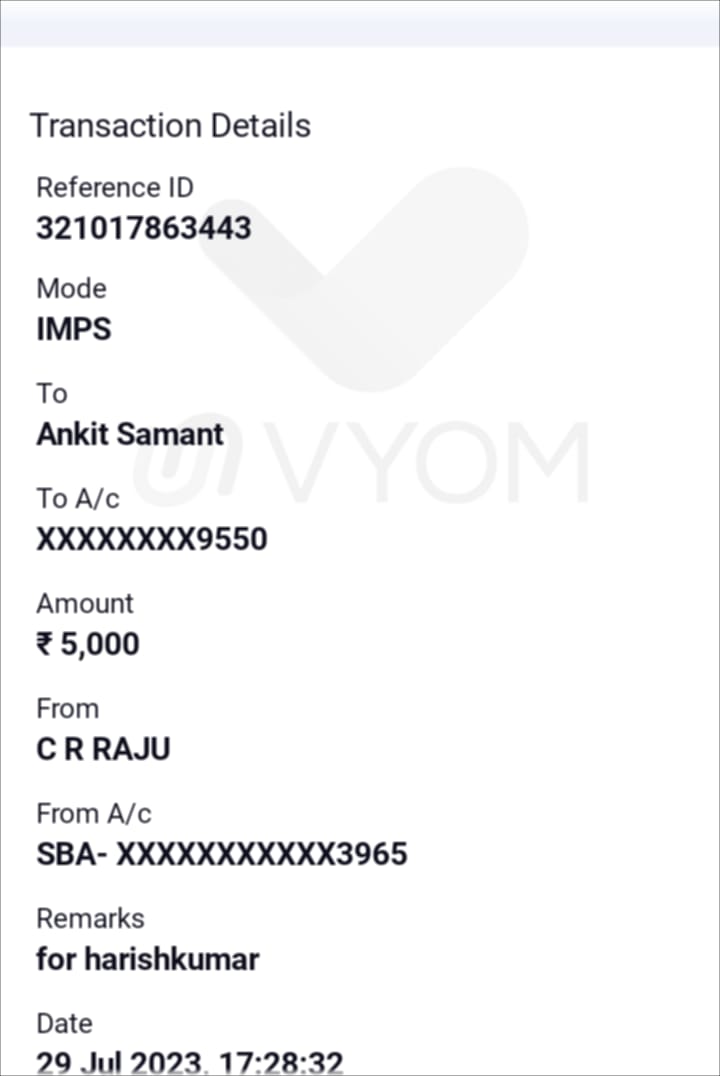 Transaction Details
Reference ID
321017863443
Mode
IMPS
To
Ankit Samant
VYOM
To A/c
XXXXXXXX9550
Amount
₹ 5,000
From
C R RAJU
From A/c
SBA- XXXXXXXXXXX3965
Remarks
for harishkumar
Date
29 Jul 2023, 17:28:32